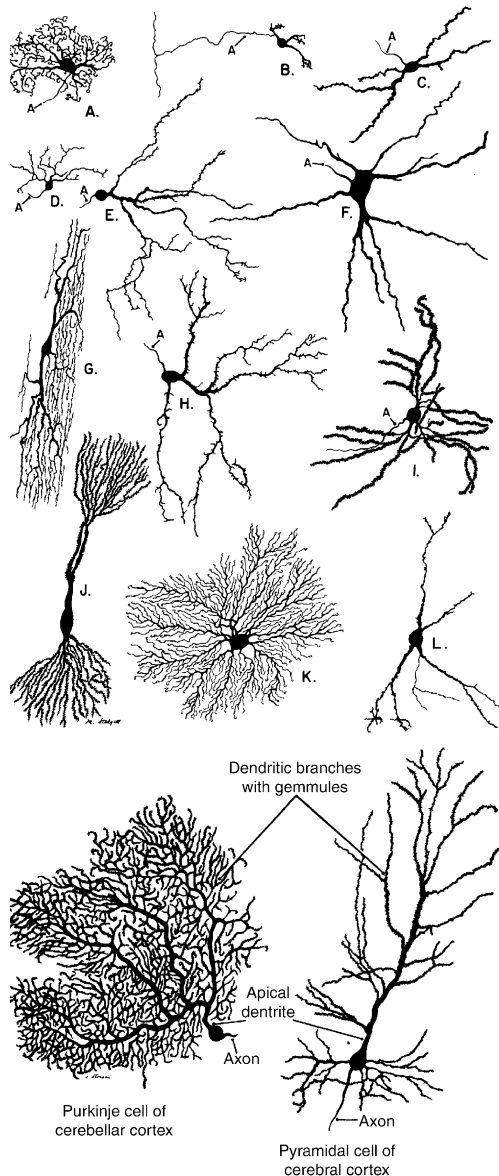 A.
A
B.
A
C.
A
D.
A
E.
A
F.
A
G.
H.
A
I.
A
J.
K.
L.
Dendritic branches
with gemmules
Apical
dentrite
Axon
Axon
Purkinje cell of
cerebellar cortex
Pyramidal cell of
cerebral cortex